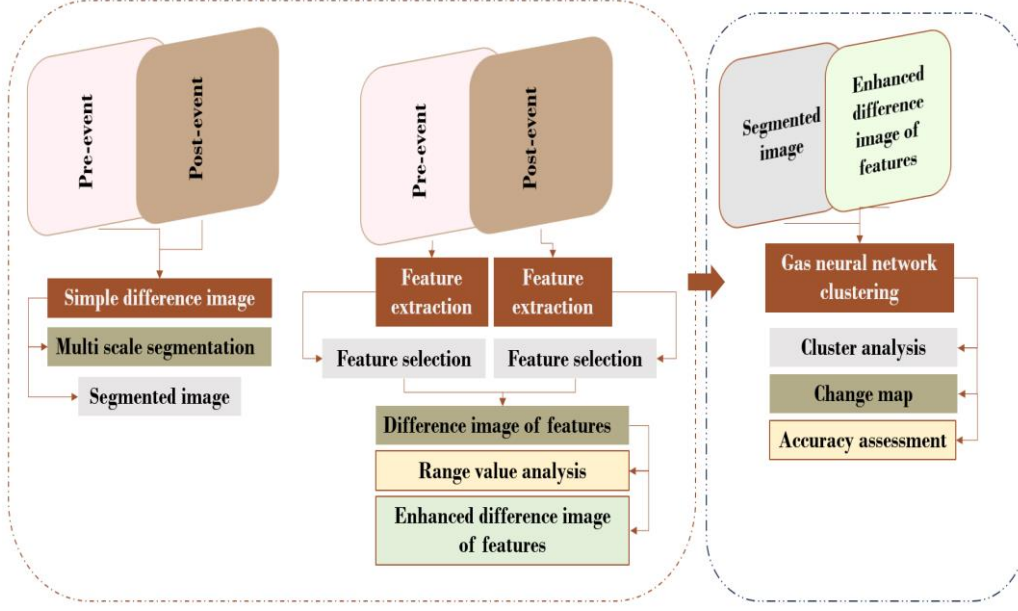 Pre-event
Post-event
Simple difference image
Multi scale segmentation
Segmented image
Pre-event
Post-event
Feature
extraction
Feature
extraction
Feature selection
Feature selection
Difference image of features
Range value analysis
Enhanced difference image
of features
Segmented
image
Enhanced
difference
image of
features
Gas neural network
clustering
Cluster analysis
Change map
Accuracy assessment